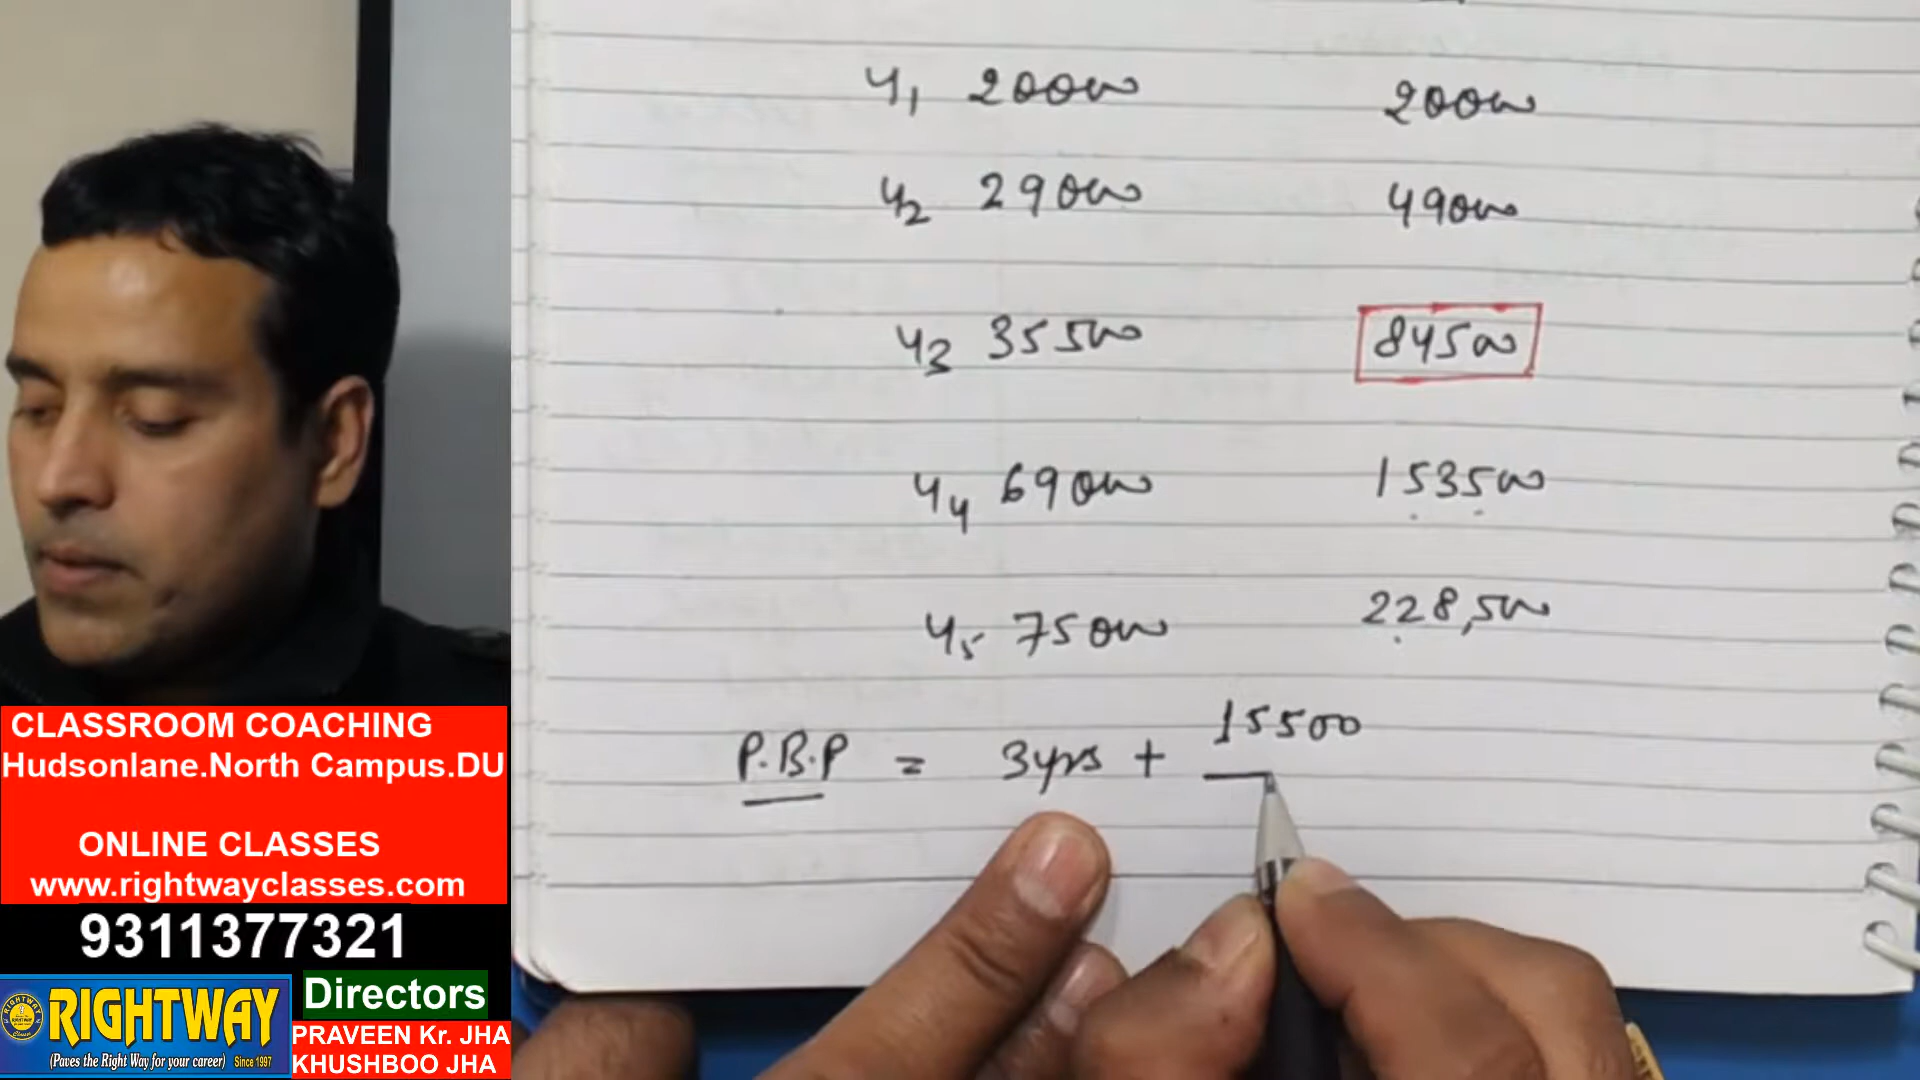 Y1 20000 20000
Y2 29000 49000
Y3 35500 84500
Y4 69000 153500
Y5 75000 228,500
P.B.P = 3yrs + 15500
CLASSROOM COACHING
Hudsonlane.North Campus.DU
ONLINE CLASSES
www.rightwayclasses.com
9311377321
RIGHTWAY
(Paves the Right Way for your career) Since 1997
Directors
PRAVEEN Kr. JHA
KHUSHBOO JHA